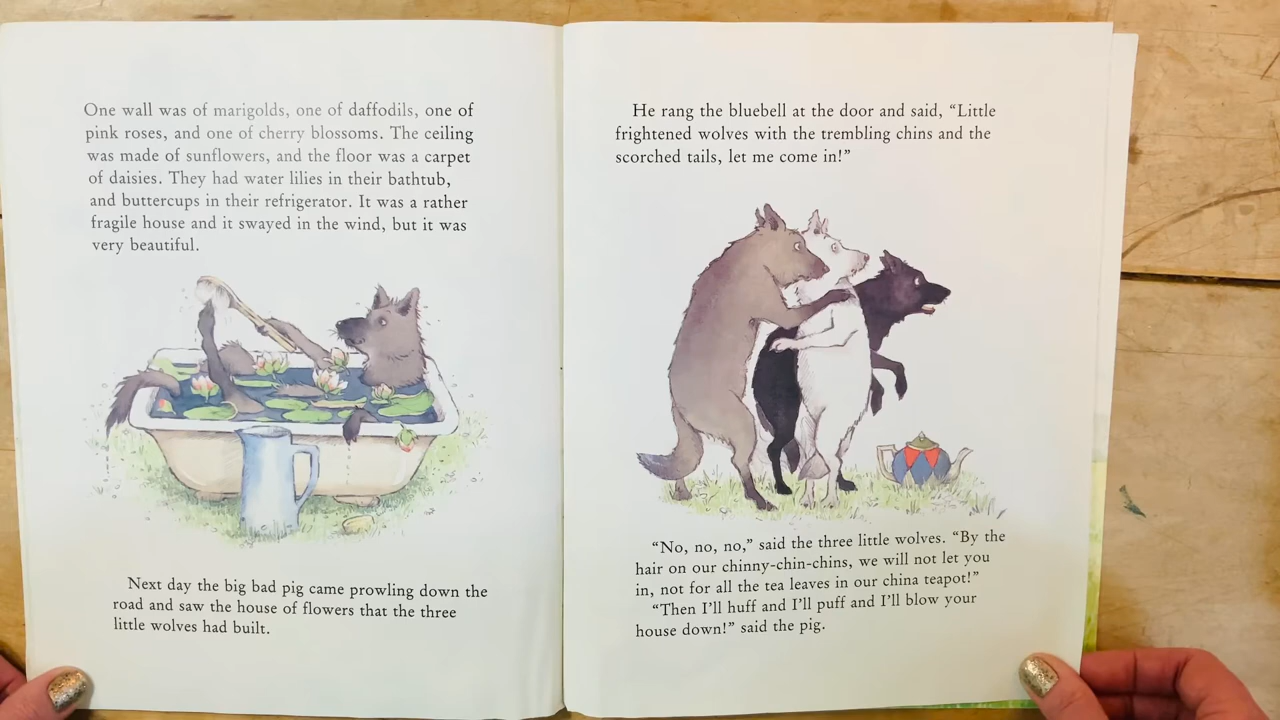 One wall was of marigolds, one of daffodils, one of
pink roses, and one of cherry blossoms. The ceiling
was made of sunflowers, and the floor was a carpet
of daisies. They had water lilies in their bathtub,
and buttercups in their refrigerator. It was a rather
fragile house and it swayed in the wind, but it was
very beautiful.
Next day the big bad pig came prowling down the
road and saw the house of flowers that the three
little wolves had built.
He rang the bluebell at the door and said, “Little
frightened wolves with the trembling chins and the
scorched tails, let me come in!”
“No, no, no,” said the three little wolves. “By the
hair on our chinny-chin-chins, we will not let you
in, not for all the tea leaves in our china teapot!”
“Then I’ll huff and I’ll puff and I’ll blow your
house down!” said the pig.